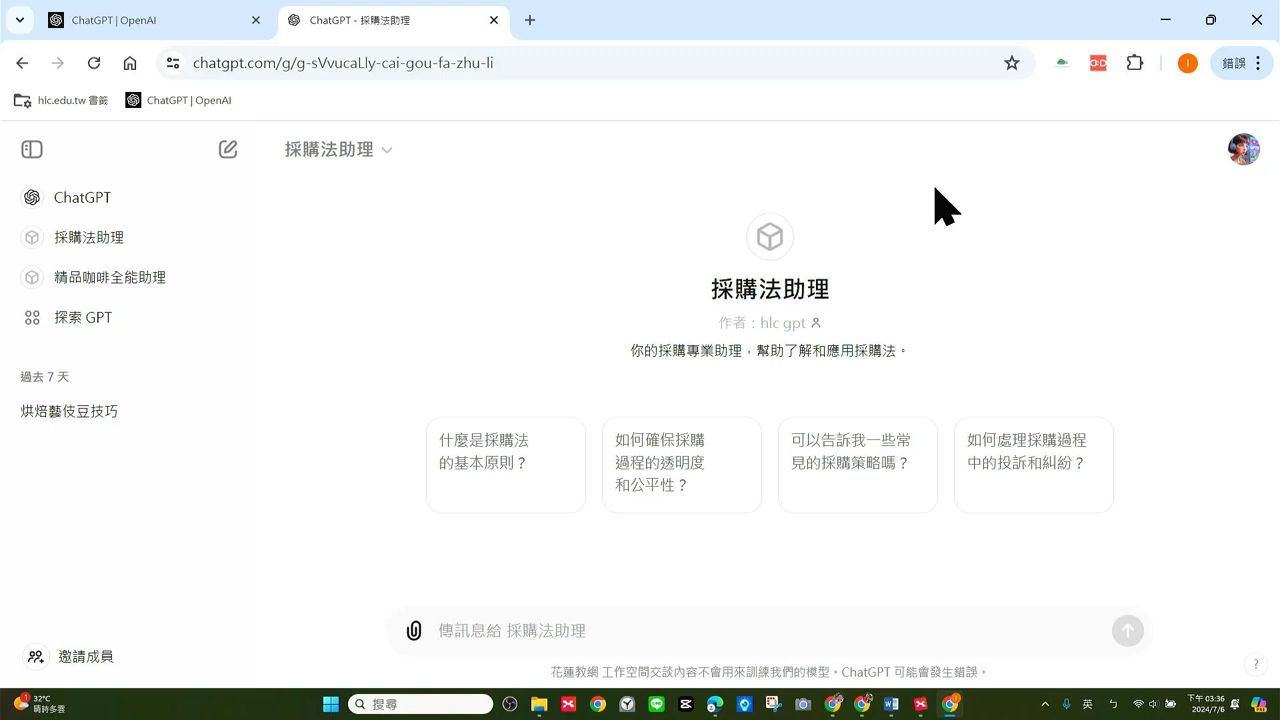 ChatGPT | OpenAI
ChatGPT - 採購法助理
chatgpt.com/g/g-sVvucaLly-cai-gou-fa-zhu-li
錯誤
hlc.edu.tw 書籤
ChatGPT | OpenAI
採購法助理
ChatGPT
採購法助理
精品咖啡全能助理
探索 GPT
過去 7 天
烘焙藝伎豆技巧
邀請成員
採購法助理
作者：hlc gpt
你的採購專業助理，幫助了解和應用採購法。
什麼是採購法
的基本原則？
如何確保採購
過程的透明度
和公平性？
可以告訴我一些常
見的採購策略嗎？
如何處理採購過程
中的投訴和糾紛？
傳訊息給 採購法助理
花蓮教網 工作空間交談內容不會用來訓練我們的模型。ChatGPT 可能會發生錯誤。
?
1
32°C
晴時多雲
搜尋
英
下午 03:36
2024/7/6